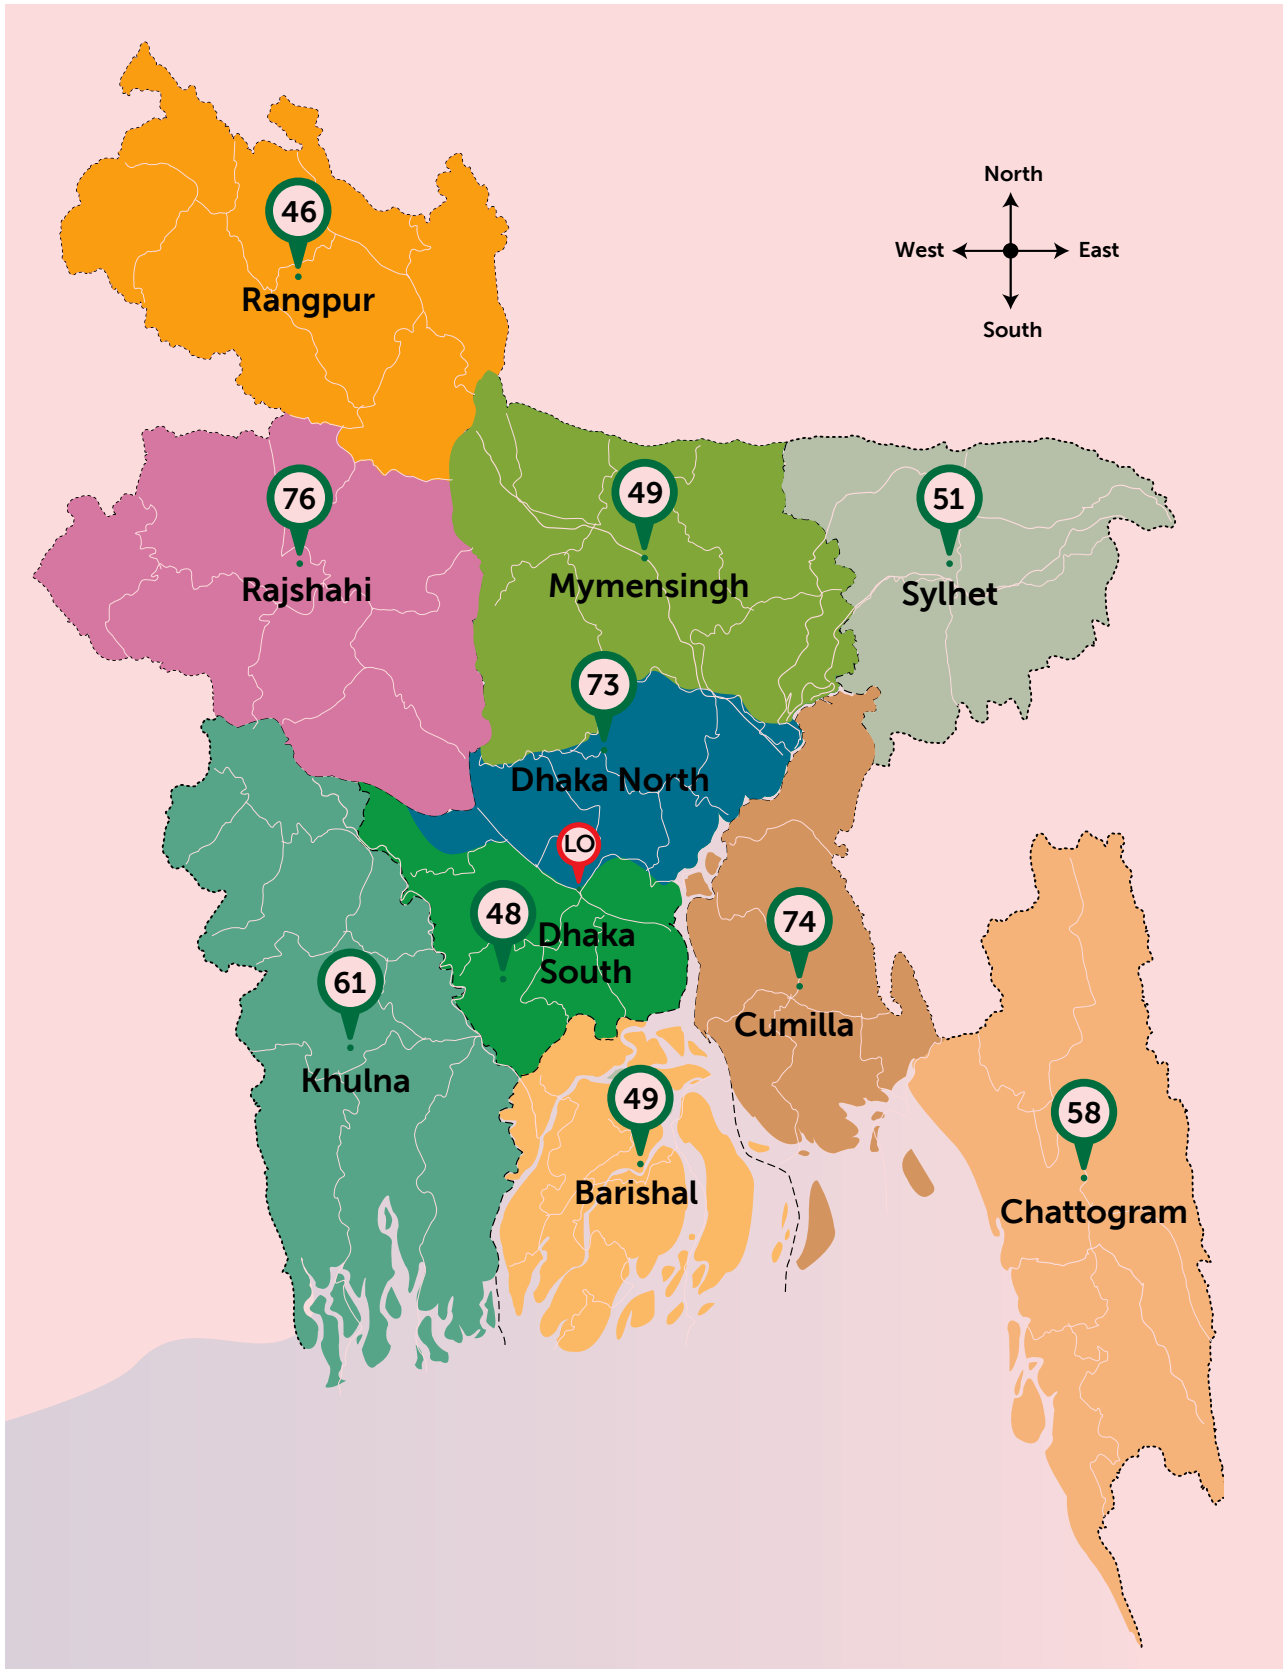 North
West
East
South
46
Rangpur
76
Rajshahi
49
Mymensingh
51
Sylhet
73
Dhaka North
LO
48
Dhaka
South
74
Cumilla
61
Khulna
49
Barishal
58
Chattogram